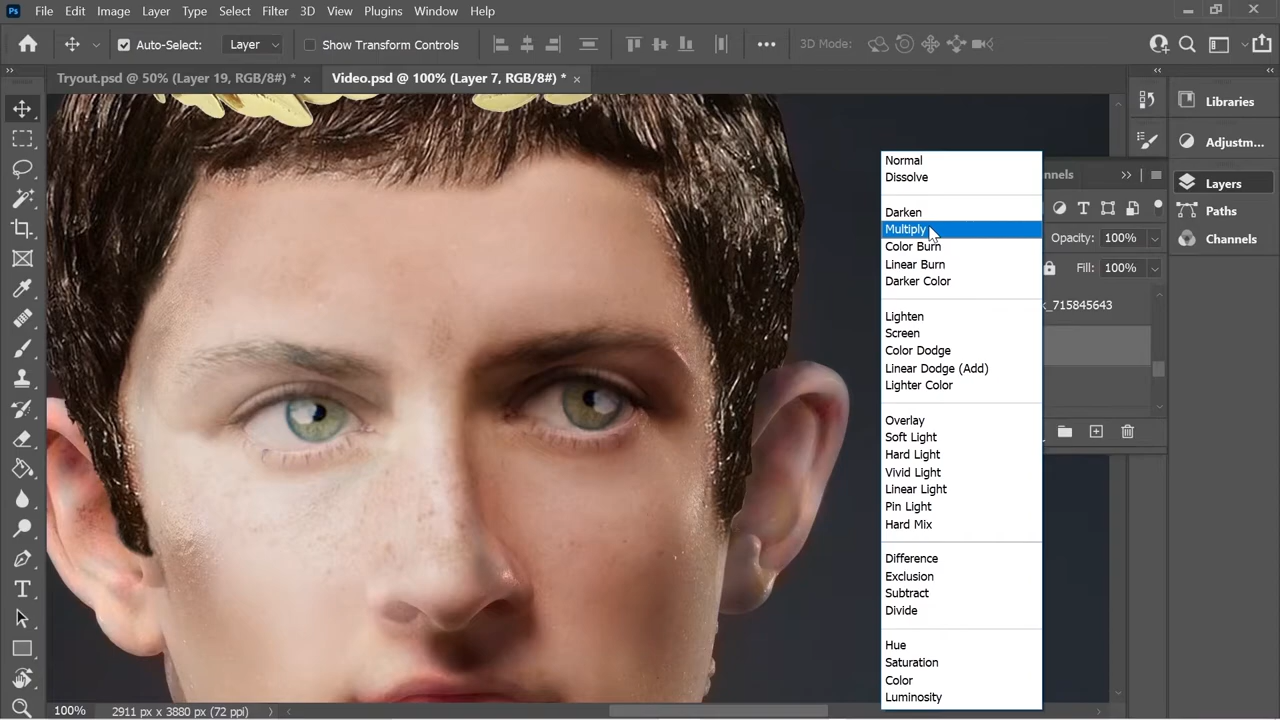 Ps File Edit Image Layer Type Select Filter 3D View Plugins Window Help
Auto-Select: Layer Show Transform Controls 3D Mode:
Tryout.psd @ 50% (Layer 19, RGB/8#) * × Video.psd @ 100% (Layer 7, RGB/8#) * ×
Libraries
Adjustm...
Layers
Paths
Channels
nnels
Opacity: 100%
Fill: 100%
k_715845643
Normal
Dissolve
Darken
Multiply
Color Burn
Linear Burn
Darker Color
Lighten
Screen
Color Dodge
Linear Dodge (Add)
Lighter Color
Overlay
Soft Light
Hard Light
Vivid Light
Linear Light
Pin Light
Hard Mix
Difference
Exclusion
Subtract
Divide
Hue
Saturation
Color
Luminosity
100% 2911 px x 3880 px (72 ppi)